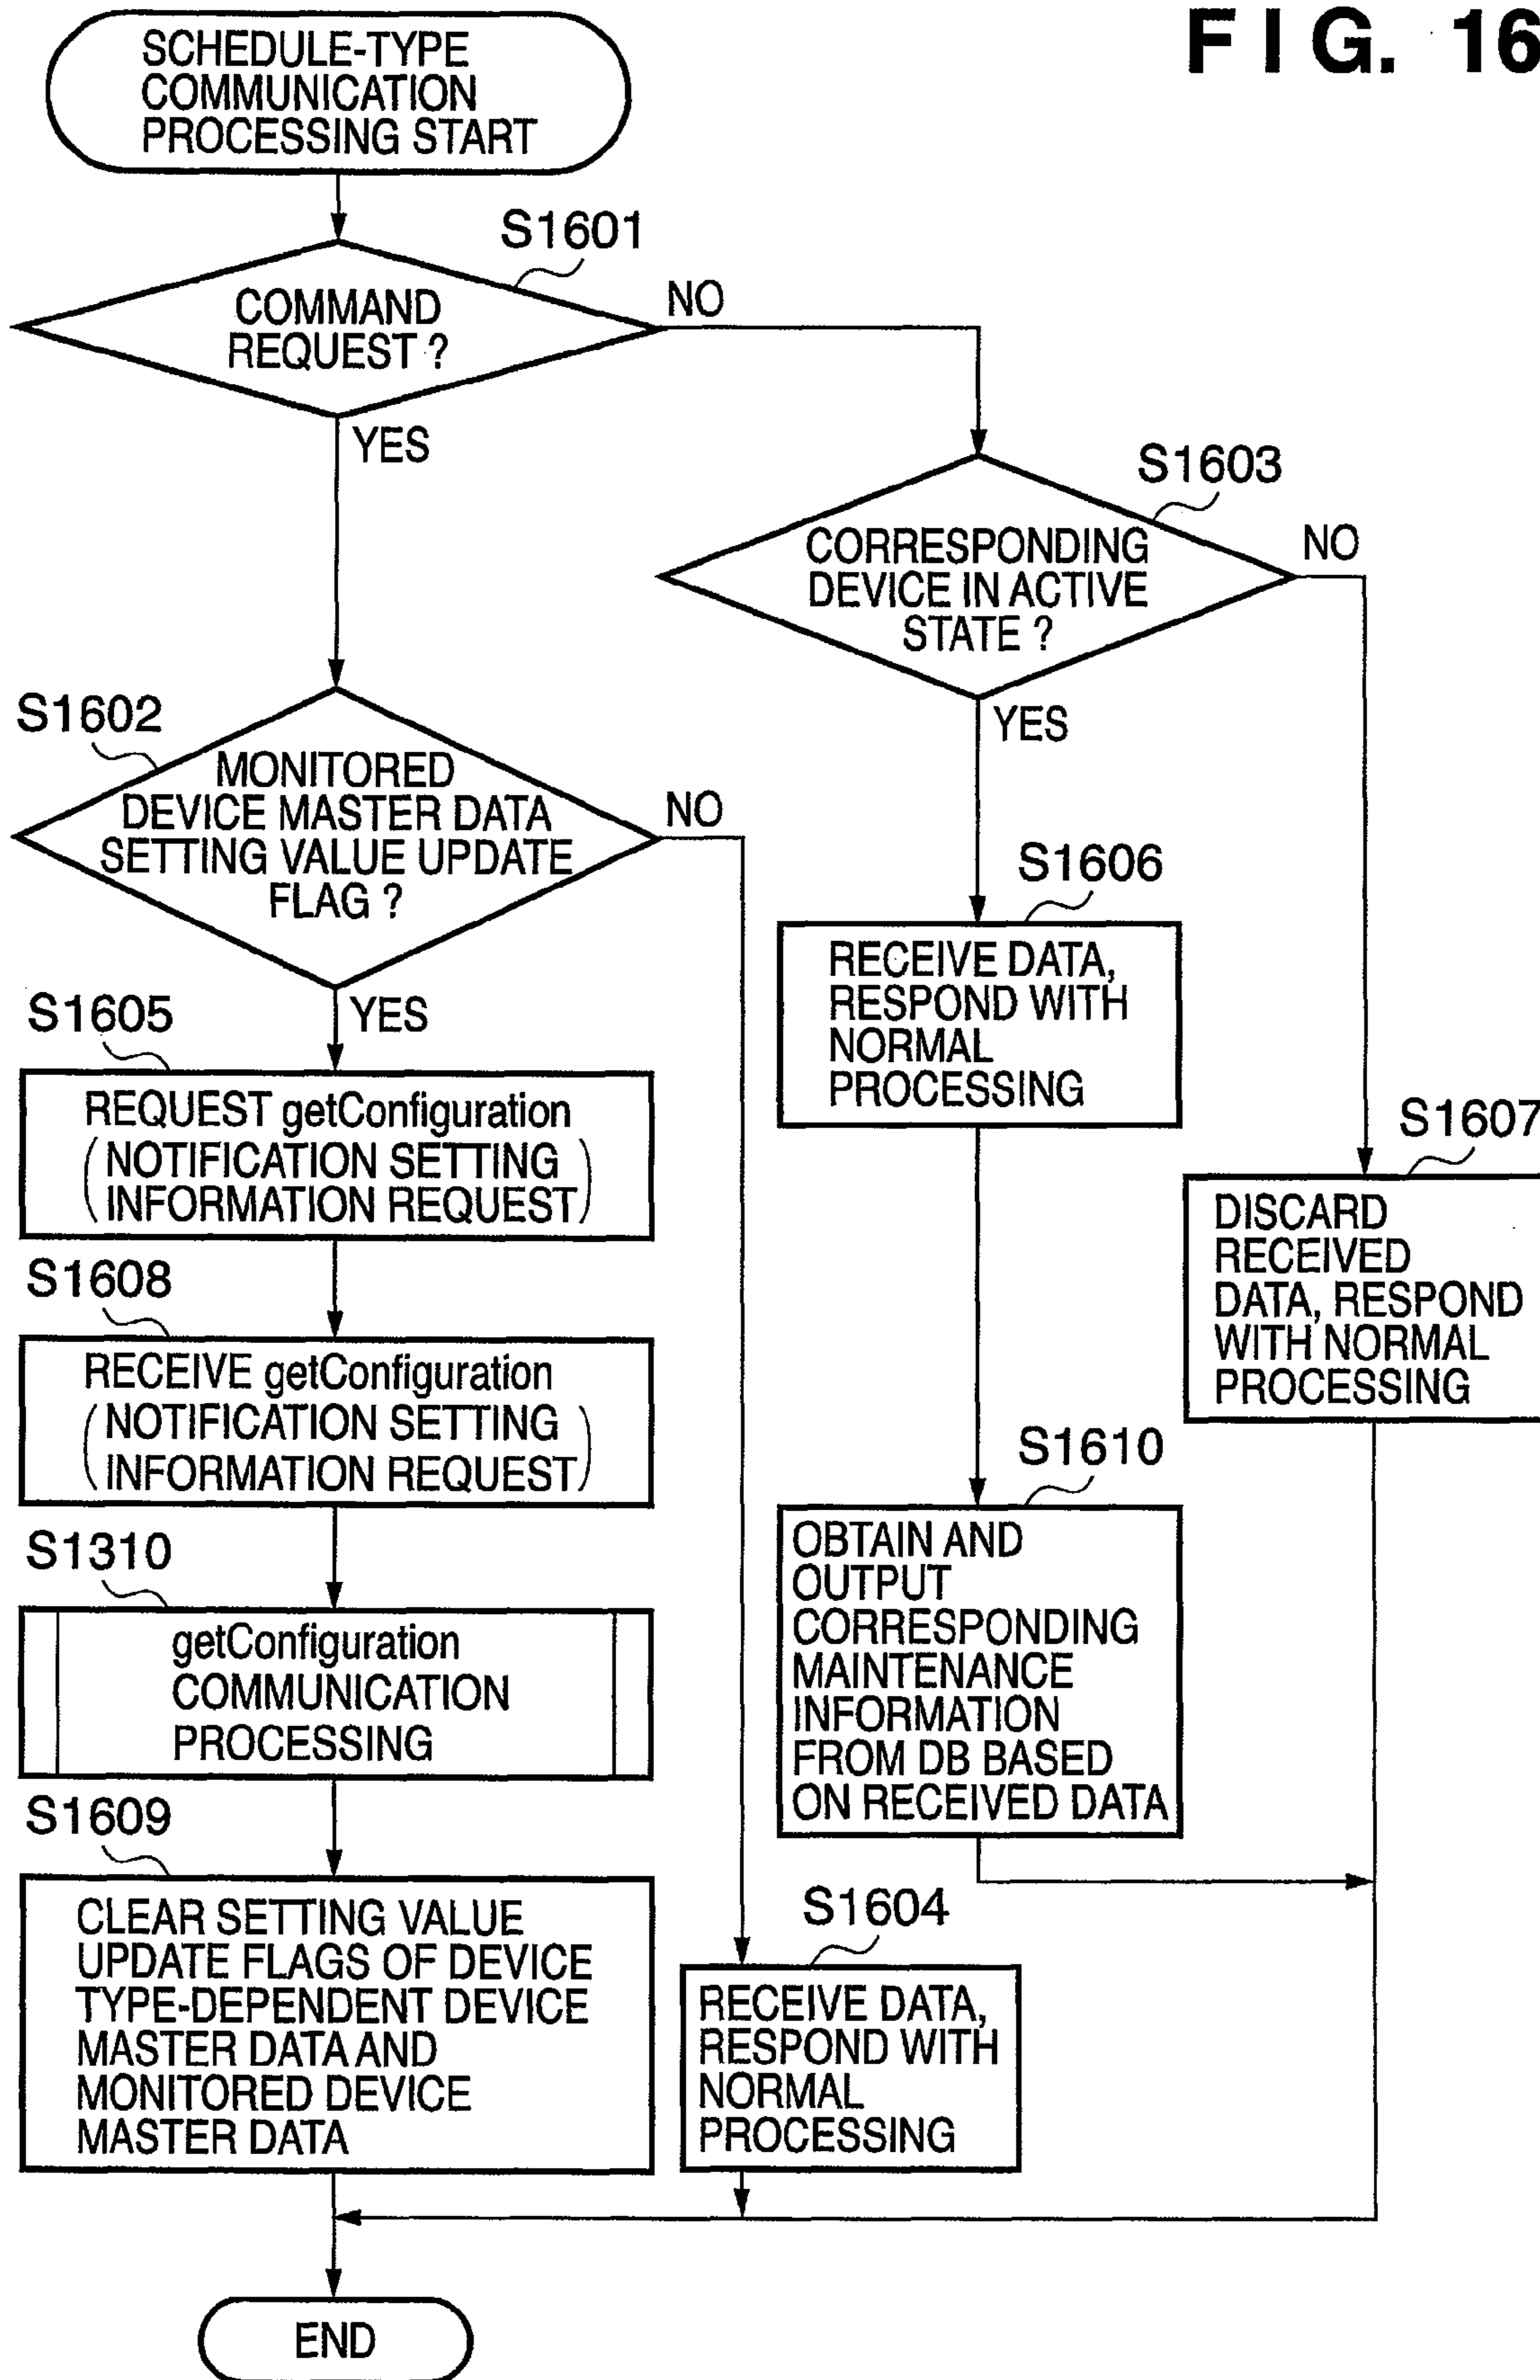 FIG. 16
SCHEDULE-TYPE
COMMUNICATION
PROCESSING START
S1601
COMMAND
REQUEST ?
NO
YES
S1603
CORRESPONDING
DEVICE IN ACTIVE
STATE ?
NO
YES
S1602
MONITORED
DEVICE MASTER DATA
SETTING VALUE UPDATE
FLAG ?
NO
YES
S1606
RECEIVE DATA,
RESPOND WITH
NORMAL
PROCESSING
S1605
REQUEST getConfiguration
(NOTIFICATION SETTING
INFORMATION REQUEST)
S1607
DISCARD
RECEIVED
DATA, RESPOND
WITH NORMAL
PROCESSING
S1608
RECEIVE getConfiguration
(NOTIFICATION SETTING
INFORMATION REQUEST)
S1610
OBTAIN AND
OUTPUT
CORRESPONDING
MAINTENANCE
INFORMATION
FROM DB BASED
ON RECEIVED DATA
S1310
getConfiguration
COMMUNICATION
PROCESSING
S1609
CLEAR SETTING VALUE
UPDATE FLAGS OF DEVICE
TYPE-DEPENDENT DEVICE
MASTER DATA AND
MONITORED DEVICE
MASTER DATA
S1604
RECEIVE DATA,
RESPOND WITH
NORMAL
PROCESSING
END